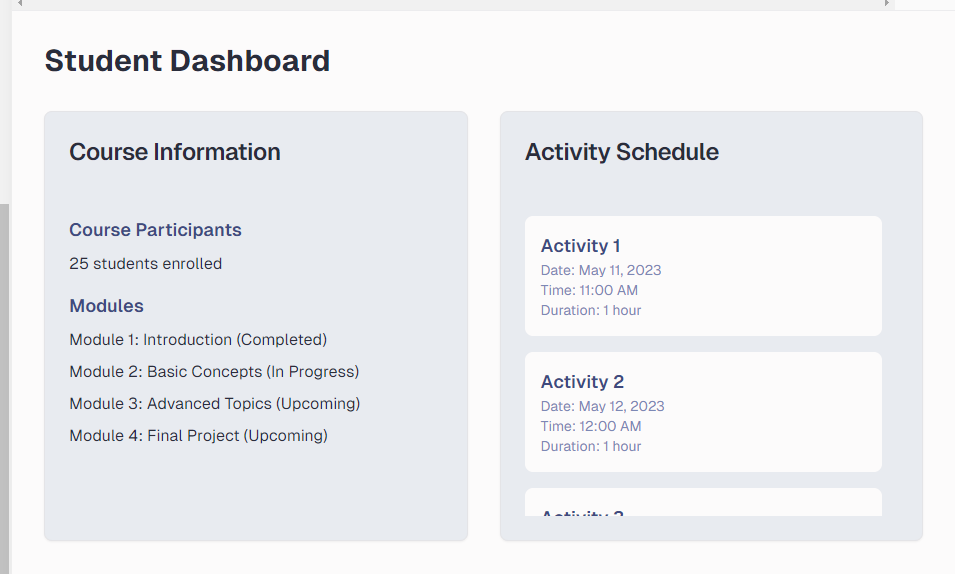 Student Dashboard
Course Information
Course Participants
25 students enrolled
Modules
Module 1: Introduction (Completed)
Module 2: Basic Concepts (In Progress)
Module 3: Advanced Topics (Upcoming)
Module 4: Final Project (Upcoming)
Activity Schedule
Activity 1
Date: May 11, 2023
Time: 11:00 AM
Duration: 1 hour
Activity 2
Date: May 12, 2023
Time: 12:00 AM
Duration: 1 hour
Activity 3